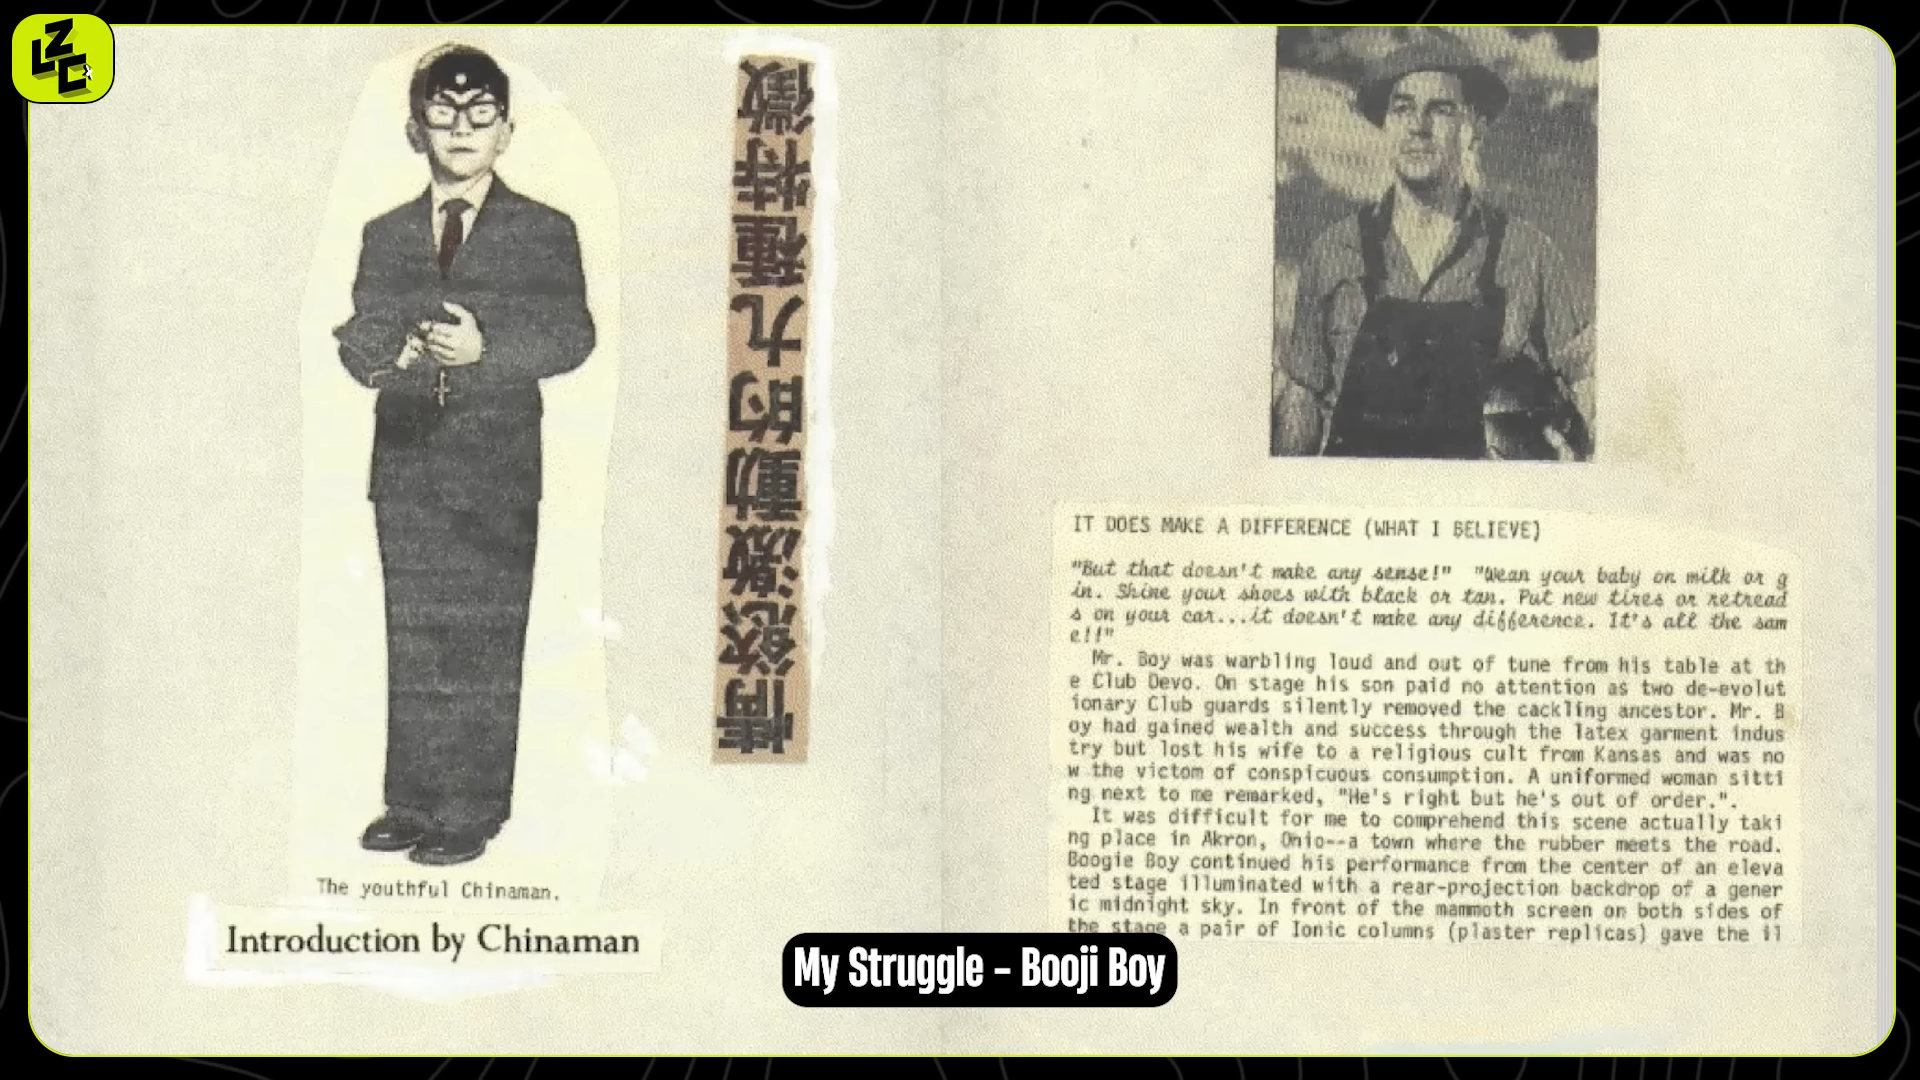 LZC
情慾激動的九種特徵
The youthful Chinaman.
Introduction by Chinaman
IT DOES MAKE A DIFFERENCE (WHAT I BELIEVE)
"But that doesn't make any sense!" "Wean your baby on milk or g
in. Shine your shoes with black or tan. Put new tires or retread
s on your car...it doesn't make any difference. It's all the sam
e!!"
Mr. Boy was warbling loud and out of tune from his table at th
e Club Devo. On stage his son paid no attention as two de-evolut
ionary Club guards silently removed the cackling ancestor. Mr. B
oy had gained wealth and success through the latex garment indus
try but lost his wife to a religious cult from Kansas and was no
w the victom of conspicuous consumption. A uniformed woman sitti
ng next to me remarked, "He's right but he's out of order.".
It was difficult for me to comprehend this scene actually taki
ng place in Akron, Ohio--a town where the rubber meets the road.
Boogie Boy continued his performance from the center of an eleva
ted stage illuminated with a rear-projection backdrop of a gener
ic midnight sky. In front of the mammoth screen on both sides of
the stage a pair of Ionic columns (plaster replicas) gave the il
My Struggle - Booji Boy